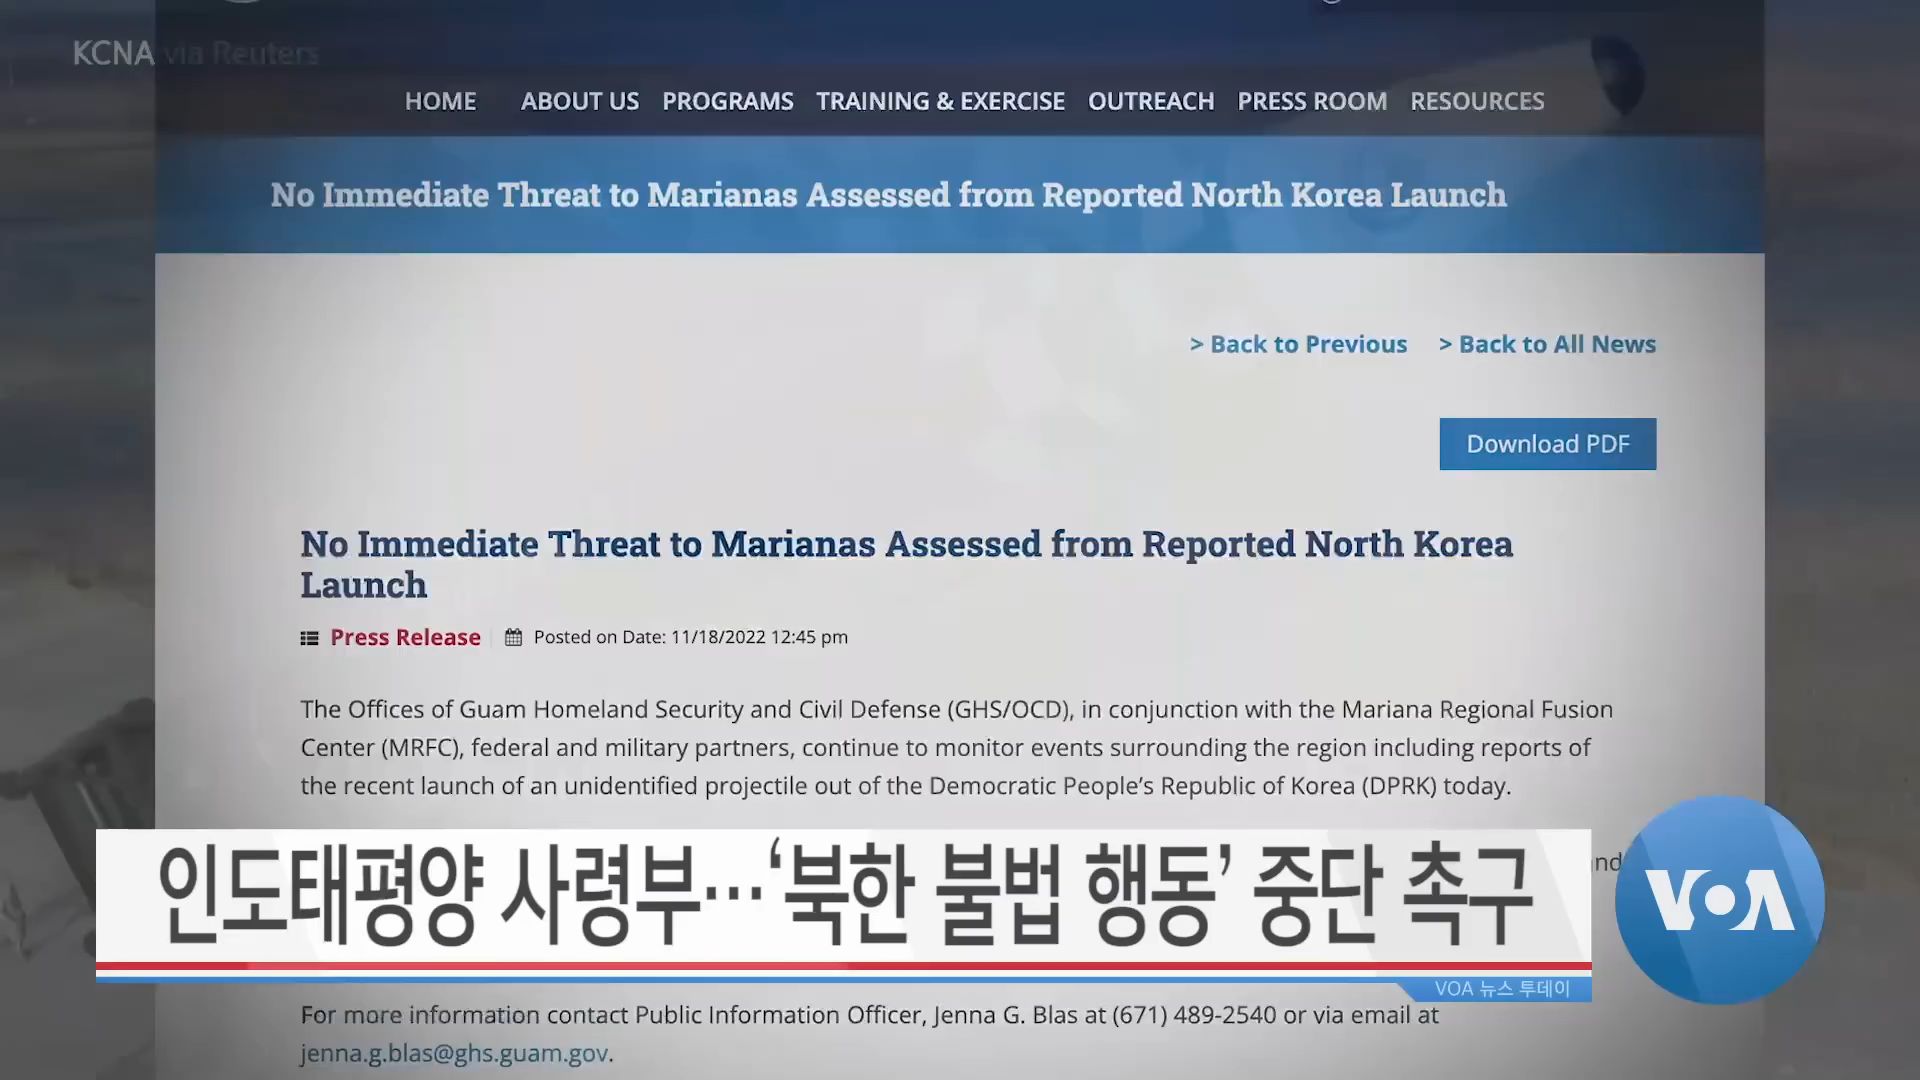 KCNA via Reuters
HOME ABOUT US PROGRAMS TRAINING & EXERCISE OUTREACH PRESS ROOM RESOURCES
No Immediate Threat to Marianas Assessed from Reported North Korea Launch
> Back to Previous > Back to All News
Download PDF
No Immediate Threat to Marianas Assessed from Reported North Korea
Launch
Press Release Posted on Date: 11/18/2022 12:45 pm
The Offices of Guam Homeland Security and Civil Defense (GHS/OCD), in conjunction with the Mariana Regional Fusion
Center (MRFC), federal and military partners, continue to monitor events surrounding the region including reports of
the recent launch of an unidentified projectile out of the Democratic People’s Republic of Korea (DPRK) today.
인도태평양 사령부…‘북한 불법 행동’ 중단 촉구
VOA
VOA 뉴스 투데이
For more information contact Public Information Officer, Jenna G. Blas at (671) 489-2540 or via email at
jenna.g.blas@ghs.guam.gov.